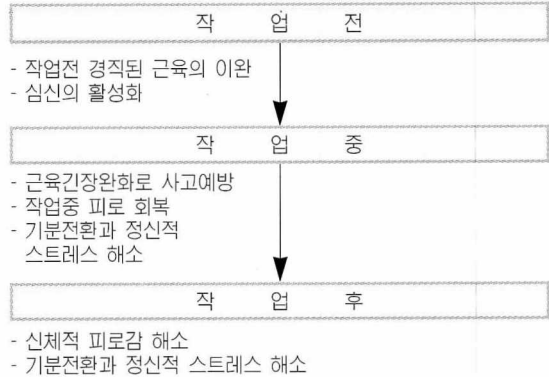 작 업 전
- 작업전 경직된 근육의 이완
- 심신의 활성화
작 업 중
- 근육긴장완화로 사고예방
- 작업중 피로 회복
- 기분전환과 정신적
스트레스 해소
작 업 후
- 신체적 피로감 해소
- 기분전환과 정신적 스트레스 해소